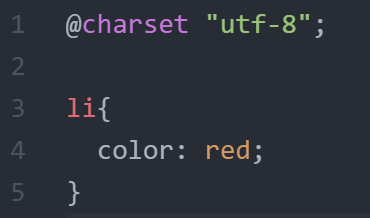 1 @charset "utf-8";
2
3 li{
4   color: red;
5 }